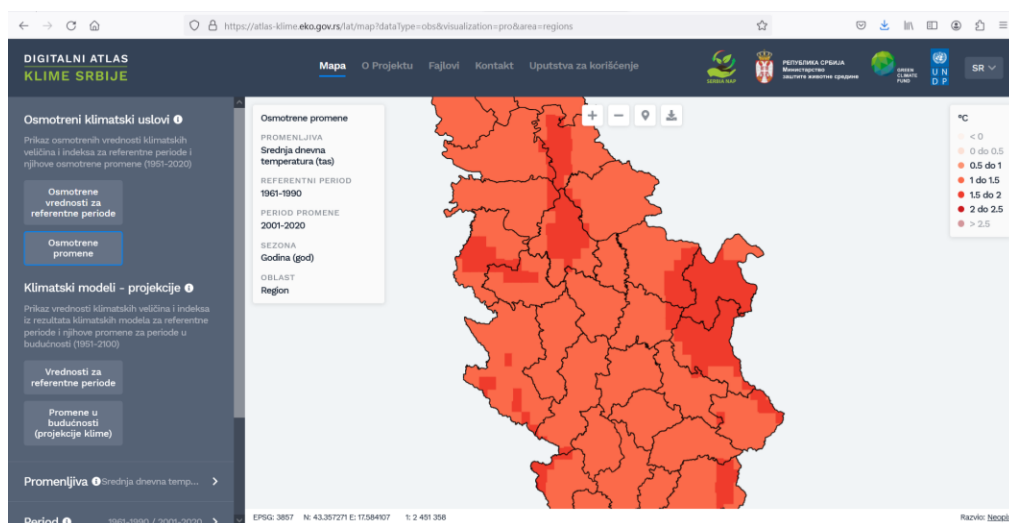 https://atlas-klime.eko.gov.rs/lat/map?dataType=obs&visualization=pro&area=regions
DIGITALNI ATLAS
KLIME SRBIJE
Mapa
O Projektu
Fajlovi
Kontakt
Uputstva za korišćenje
SERBIA NAP
РЕПУБЛИКА СРБИЈА
Министарство
заштите животне средине
GREEN
CLIMATE
FUND
U N
D P
SR
Osmotreni klimatski uslovi
Prikaz osmotrenih vrednosti klimatskih
veličina i indeksa za referentne periode i
njihove osmotrene promene (1951-2020)
Osmotrene
vrednosti za
referentne periode
Osmotrene
promene
Klimatski modeli - projekcije
Prikaz vrednosti klimatskih veličina i indeksa
iz rezultata klimatskih modela za referentne
periode i njihove promene za periode u
budućnosti (1951-2100)
Vrednosti za
referentne periode
Promene u
budućnosti
(projekcije klime)
Promenljiva Srednja dnevna temp...
Period 1961-1990 / 2001-2020
Osmotrene promene
PROMENLJIVA
Srednja dnevna
temperatura (tas)
REFERENTNI PERIOD
1961-1990
PERIOD PROMENE
2001-2020
SEZONA
Godina (god)
OBLAST
Region
°C
< 0
0 do 0.5
0.5 do 1
1 do 1.5
1.5 do 2
2 do 2.5
> 2.5
EPSG: 3857 N: 43.357271 E: 17.584107 1: 2 451 358
Razvio: Neopix